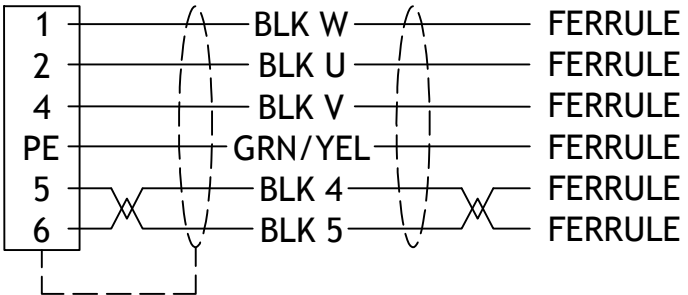 1 BLK W FERRULE
2 BLK U FERRULE
4 BLK V FERRULE
PE GRN/YEL FERRULE
5 BLK 4 FERRULE
6 BLK 5 FERRULE